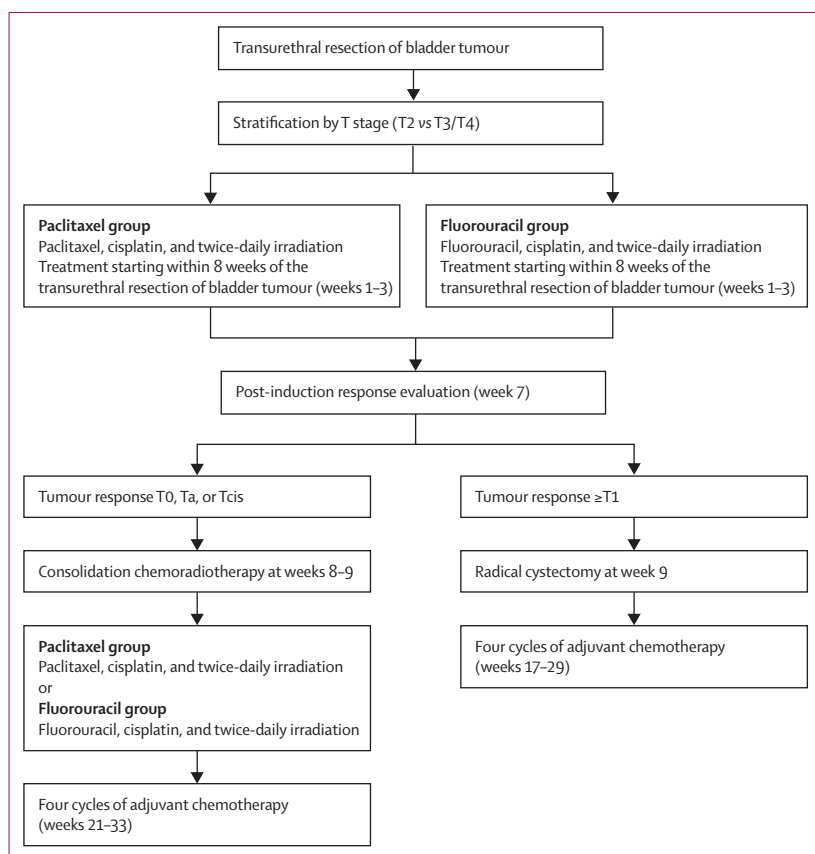 Transurethral resection of bladder tumour
Stratification by T stage (T2 vs T3/T4)
Paclitaxel group
Paclitaxel, cisplatin, and twice-daily irradiation
Treatment starting within 8 weeks of the
transurethral resection of bladder tumour (weeks 1–3)
Fluorouracil group
Fluorouracil, cisplatin, and twice-daily irradiation
Treatment starting within 8 weeks of the
transurethral resection of bladder tumour (weeks 1–3)
Post-induction response evaluation (week 7)
Tumour response T0, Ta, or Tcis
Tumour response ≥T1
Consolidation chemoradiotherapy at weeks 8–9
Radical cystectomy at week 9
Paclitaxel group
Paclitaxel, cisplatin, and twice-daily irradiation
or
Fluorouracil group
Fluorouracil, cisplatin, and twice-daily irradiation
Four cycles of adjuvant chemotherapy
(weeks 17–29)
Four cycles of adjuvant chemotherapy
(weeks 21–33)